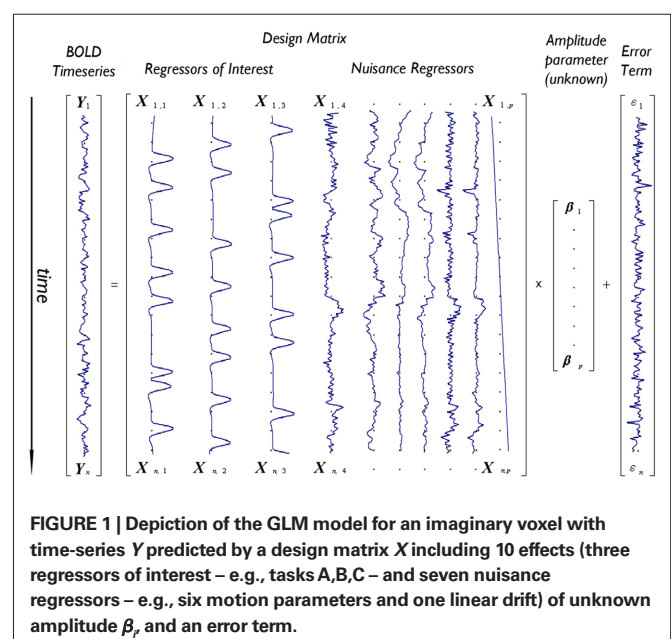 Design Matrix
BOLD Timeseries
Regressors of Interest
Nuisance Regressors
Amplitude parameter (unknown)
Error Term
Y1 X1,1 X1,2 X1,3 X1,4 . . . . X1,p ε1
time
= x β1 βp +
Yn Xn,1 Xn,2 Xn,3 Xn,4 . . . . Xn,p εn
FIGURE 1 | Depiction of the GLM model for an imaginary voxel with
time-series Y predicted by a design matrix X including 10 effects (three
regressors of interest – e.g., tasks A,B,C – and seven nuisance
regressors – e.g., six motion parameters and one linear drift) of unknown
amplitude βi, and an error term.